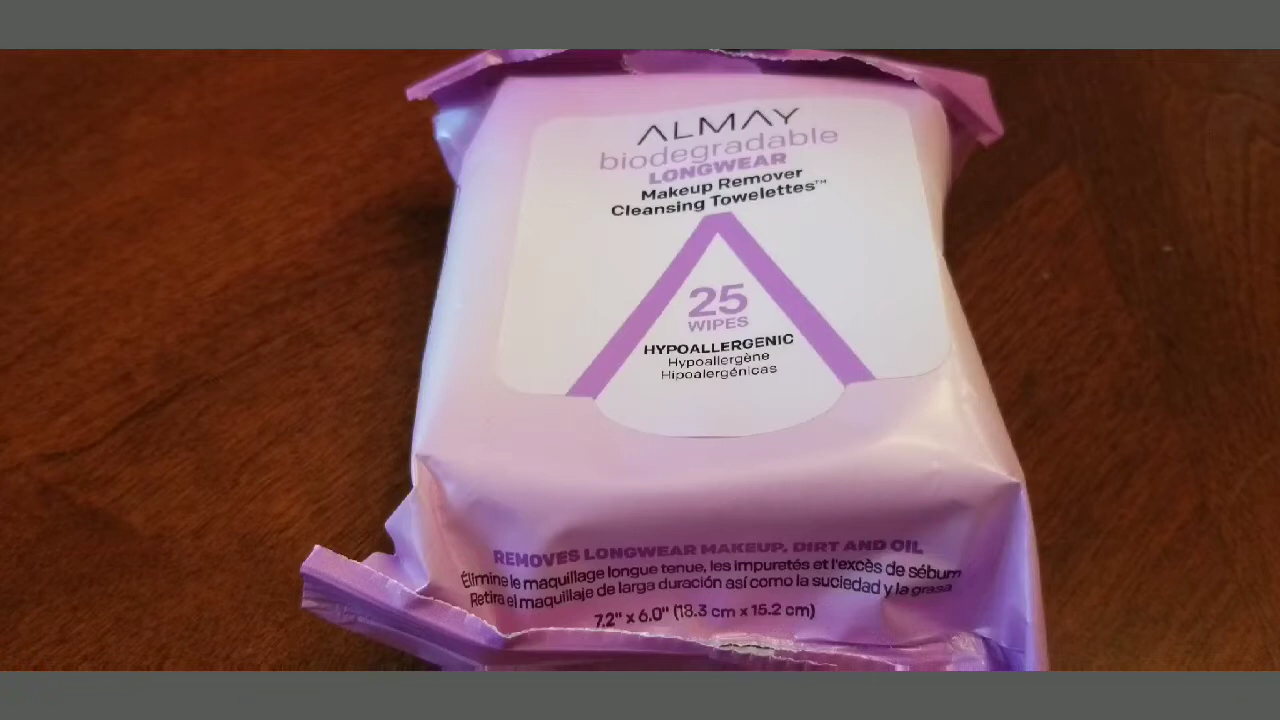 ALMAY
biodegradable
LONGWEAR
Makeup Remover
Cleansing Towelettes™
25
WIPES
HYPOALLERGENIC
Hypoallergène
Hipoalergénicas
REMOVES LONGWEAR MAKEUP, DIRT AND OIL
Élimine le maquillage longue tenue, les impuretés et l'excès de sébum
Retira el maquillaje de larga duración así como la suciedad y la grasa
7.2" x 6.0" (18.3 cm x 15.2 cm)